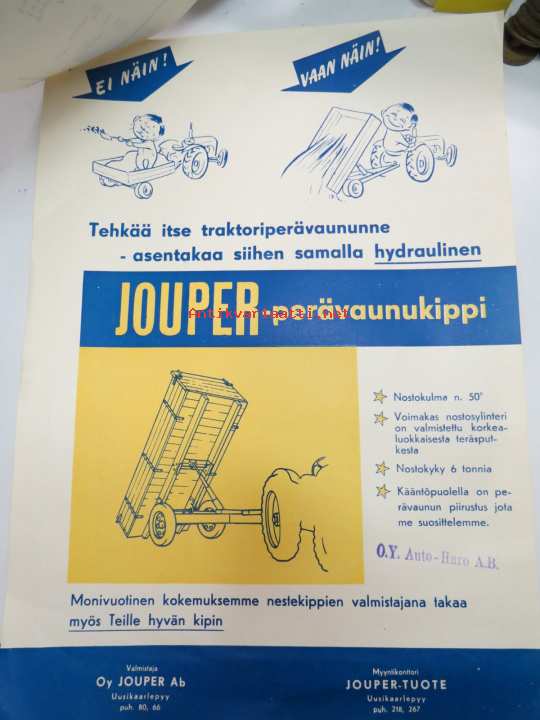 EI NÄIN!
VAAN NÄIN!
Tehkää itse traktoriperävaununne
- asentakaa siihen samalla hydraulinen
JOUPER-perävaunukippi
Antikvariaatti.net
Nostokulma n. 50°
Voimakas nostosylinteri
on valmistettu korkea-
luokkaisesta teräsput-
kesta
Nostokyky 6 tonnia
Kääntöpuolella on pe-
rävaunun piirustus jota
me suosittelemme.
O.Y. Auto-Haro A.B.
Monivuotinen kokemuksemme nestekippien valmistajana takaa
myös Teille hyvän kipin
Valmistaja
Oy JOUPER Ab
Uusikaarlepyy
puh. 80, 66
Myyntikonttori
JOUPER-TUOTE
Uusikaarlepyy
puh. 218, 267